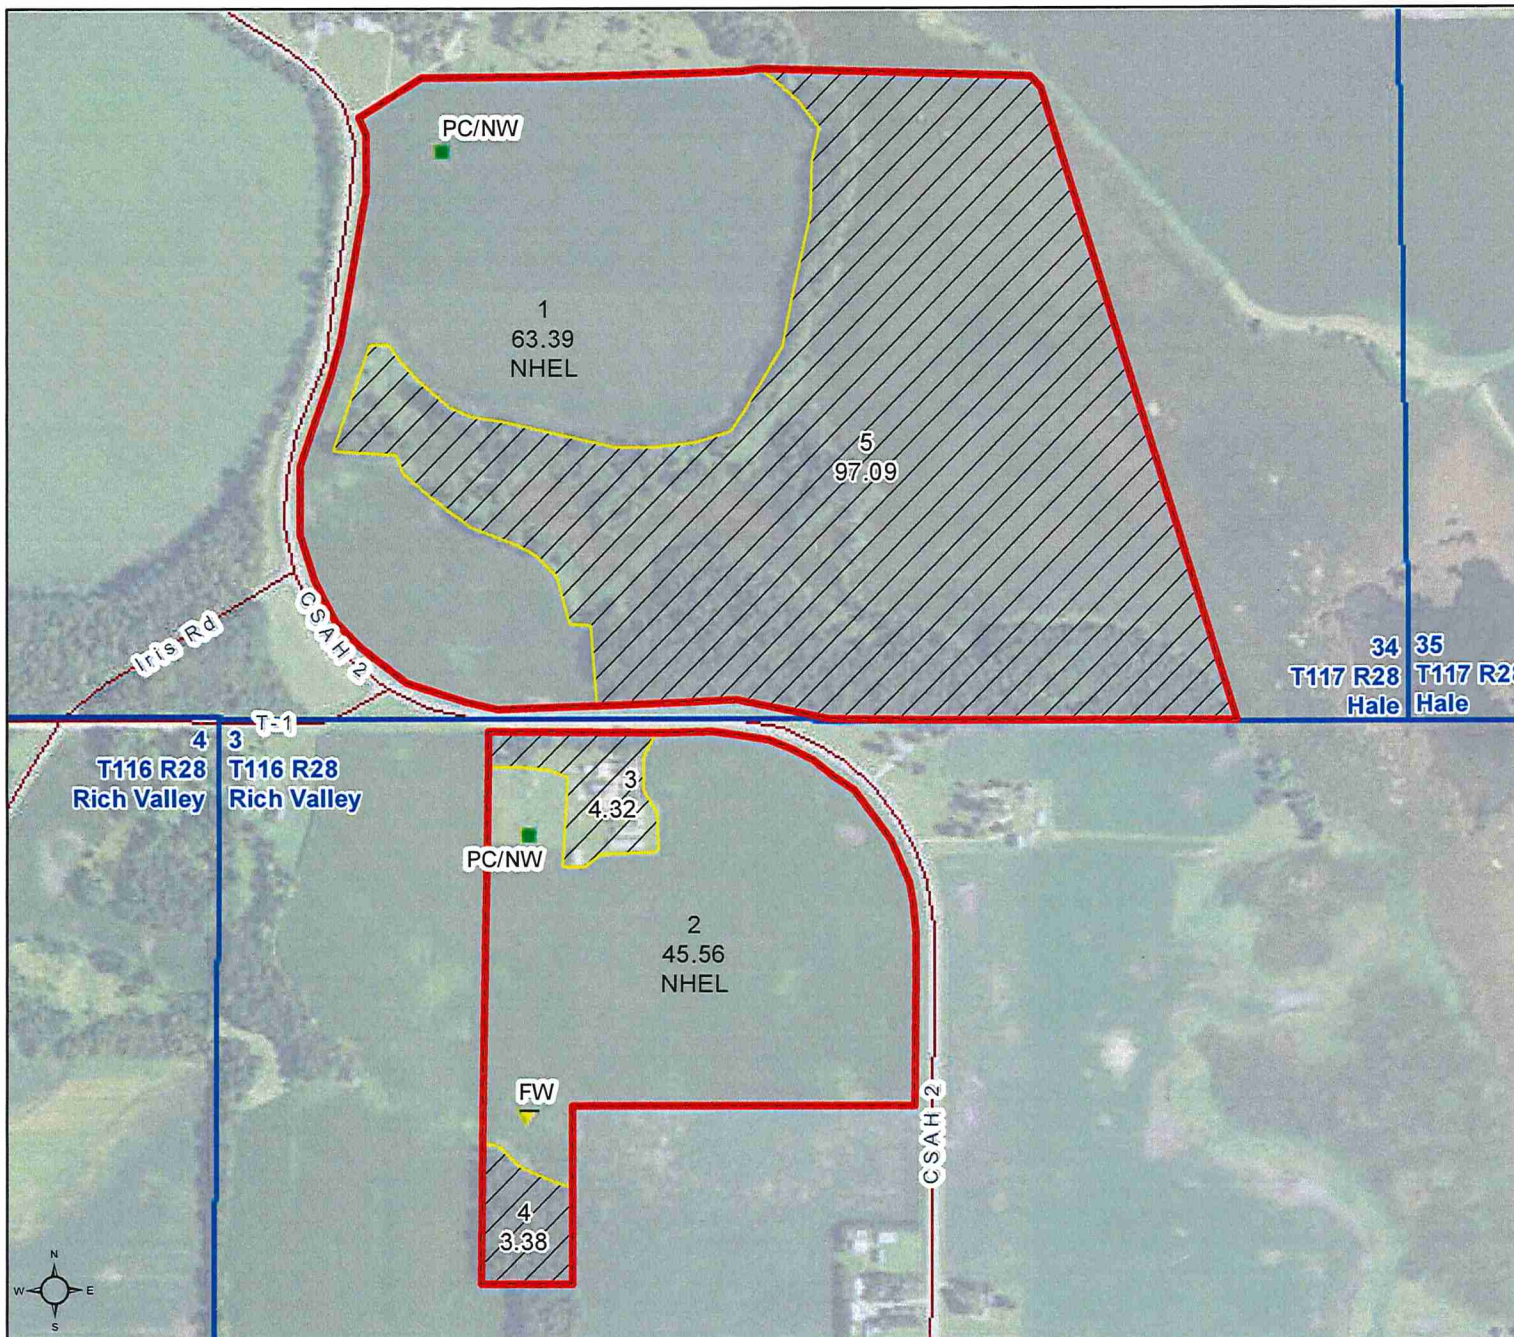 PC/NW
1
63.39
NHEL
5
97.09
Iris Rd
CSAH 2
34
T117 R28
Hale
35
T117 R28
Hale
T-1
4
T116 R28
Rich Valley
3
T116 R28
Rich Valley
3
4.32
PC/NW
2
45.56
NHEL
FW
CSAH 2
4
3.38
N
W
E
S